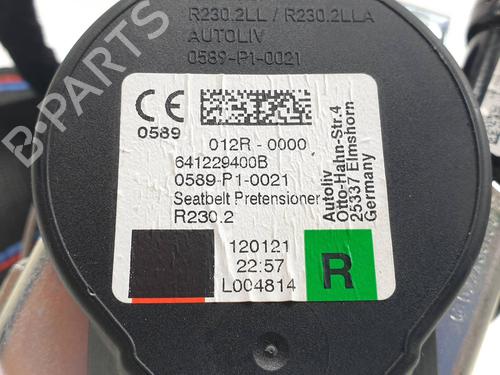 R230.2LL / R230.2LLA
AUTOLIV
0589-P1-0021
B-PARTS
CE
0589
012R - 0000
641229400B
0589-P1-0021
Seatbelt Pretensioner
R230.2
Autoliv
Otto-Hahn-Str.4
25337 Elmshorn
Germany
120121
22:57
L004814
R